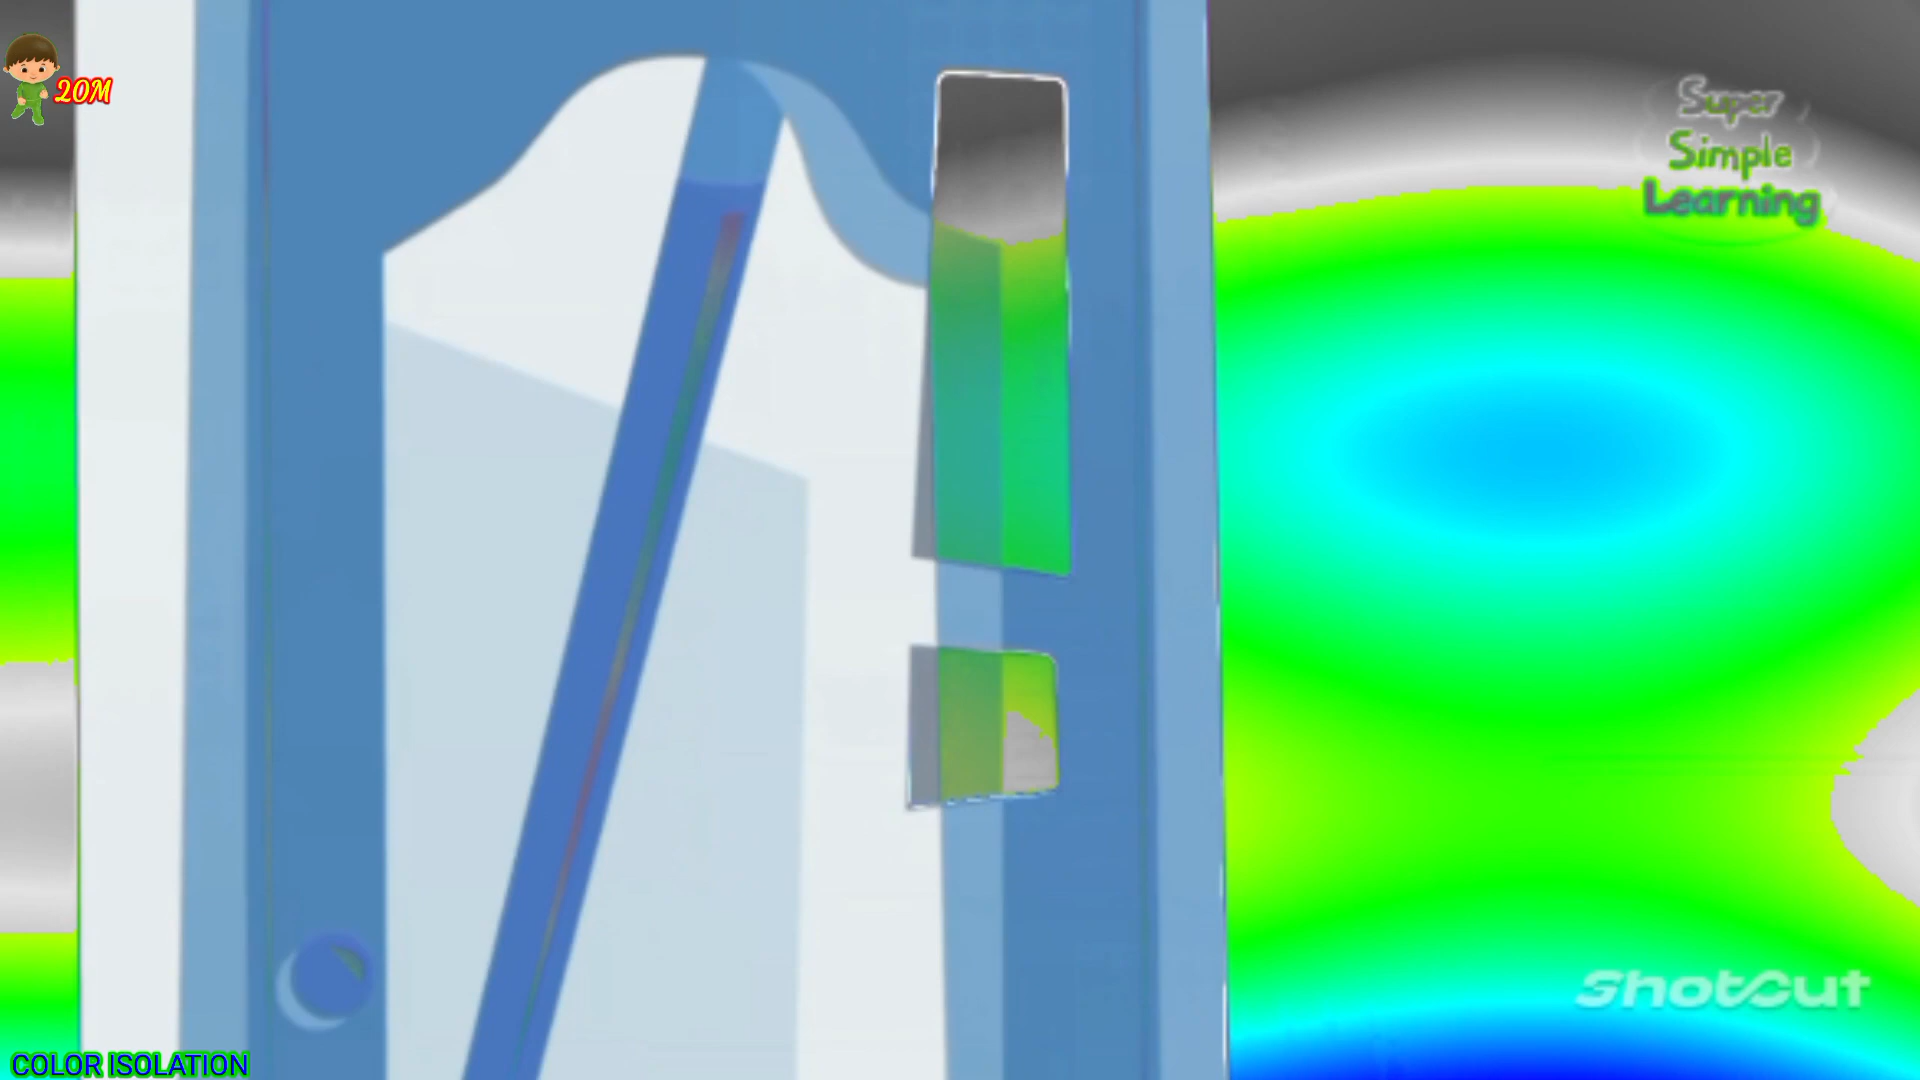 20M
Super
Simple
Learning
ShotCut
COLOR ISOLATION